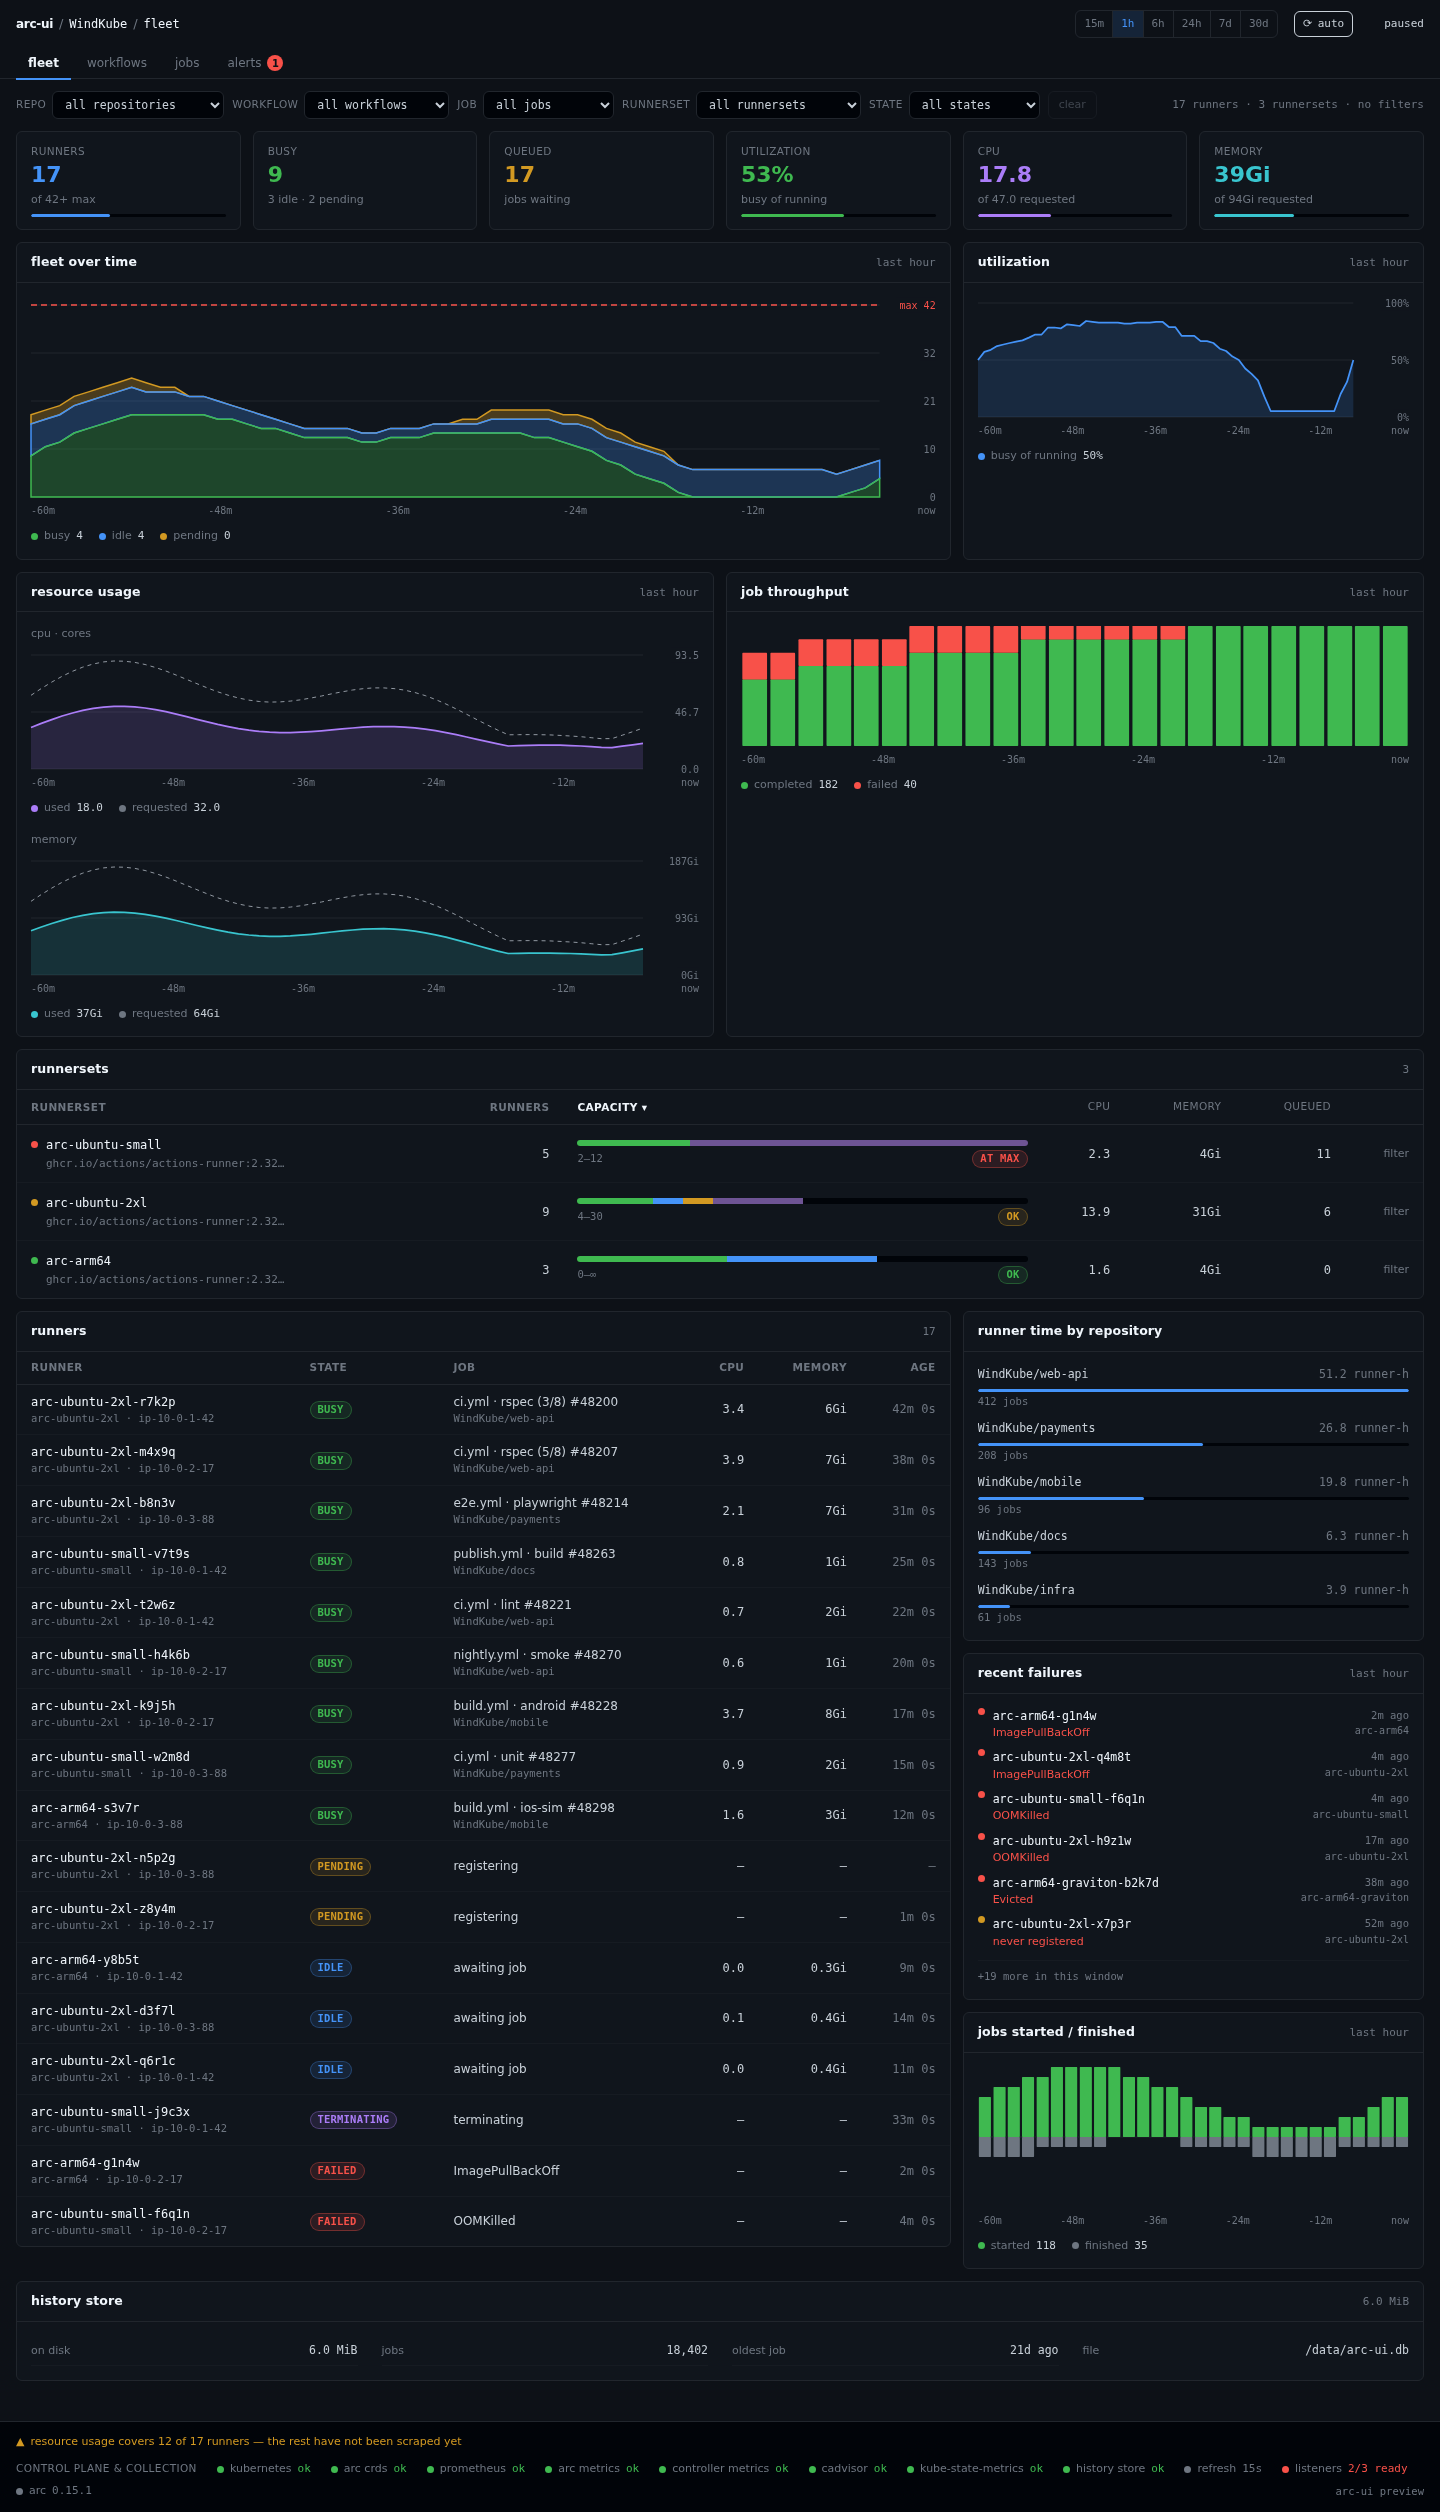 arc-ui / WindKube / fleet
15m 1h 6h 24h 7d 30d ⟳ auto paused
fleet workflows jobs alerts 1
REPO all repositories WORKFLOW all workflows JOB all jobs RUNNERSET all runnersets STATE all states clear 17 runners · 3 runnersets · no filters
RUNNERS
17
of 42+ max
BUSY
9
3 idle · 2 pending
QUEUED
17
jobs waiting
UTILIZATION
53%
busy of running
CPU
17.8
of 47.0 requested
MEMORY
39Gi
of 94Gi requested
fleet over time last hour
max 42
32
21
10
0
-60m -48m -36m -24m -12m now
busy 4 idle 4 pending 0
utilization last hour
100%
50%
0%
-60m -48m -36m -24m -12m now
busy of running 50%
resource usage last hour
cpu · cores
93.5
46.7
0.0
-60m -48m -36m -24m -12m now
used 18.0 requested 32.0
memory
187Gi
93Gi
0Gi
-60m -48m -36m -24m -12m now
used 37Gi requested 64Gi
job throughput last hour
-60m -48m -36m -24m -12m now
completed 182 failed 40
runnersets 3
RUNNERSET RUNNERS CAPACITY ▾ CPU MEMORY QUEUED
arc-ubuntu-small 5 2.3 4Gi 11 filter
ghcr.io/actions/actions-runner:2.32… 2–12 AT MAX
arc-ubuntu-2xl 9 13.9 31Gi 6 filter
ghcr.io/actions/actions-runner:2.32… 4–30 OK
arc-arm64 3 1.6 4Gi 0 filter
ghcr.io/actions/actions-runner:2.32… 0–∞ OK
runners 17
RUNNER STATE JOB CPU MEMORY AGE
arc-ubuntu-2xl-r7k2p BUSY ci.yml · rspec (3/8) #48200 3.4 6Gi 42m 0s
arc-ubuntu-2xl · ip-10-0-1-42 WindKube/web-api
arc-ubuntu-2xl-m4x9q BUSY ci.yml · rspec (5/8) #48207 3.9 7Gi 38m 0s
arc-ubuntu-2xl · ip-10-0-2-17 WindKube/web-api
arc-ubuntu-2xl-b8n3v BUSY e2e.yml · playwright #48214 2.1 7Gi 31m 0s
arc-ubuntu-2xl · ip-10-0-3-88 WindKube/payments
arc-ubuntu-small-v7t9s BUSY publish.yml · build #48263 0.8 1Gi 25m 0s
arc-ubuntu-small · ip-10-0-1-42 WindKube/docs
arc-ubuntu-2xl-t2w6z BUSY ci.yml · lint #48221 0.7 2Gi 22m 0s
arc-ubuntu-2xl · ip-10-0-1-42 WindKube/web-api
arc-ubuntu-small-h4k6b BUSY nightly.yml · smoke #48270 0.6 1Gi 20m 0s
arc-ubuntu-small · ip-10-0-2-17 WindKube/web-api
arc-ubuntu-2xl-k9j5h BUSY build.yml · android #48228 3.7 8Gi 17m 0s
arc-ubuntu-2xl · ip-10-0-2-17 WindKube/mobile
arc-ubuntu-small-w2m8d BUSY ci.yml · unit #48277 0.9 2Gi 15m 0s
arc-ubuntu-small · ip-10-0-3-88 WindKube/payments
arc-arm64-s3v7r BUSY build.yml · ios-sim #48298 1.6 3Gi 12m 0s
arc-arm64 · ip-10-0-3-88 WindKube/mobile
arc-ubuntu-2xl-n5p2g PENDING registering – – –
arc-ubuntu-2xl · ip-10-0-3-88
arc-ubuntu-2xl-z8y4m PENDING registering – – 1m 0s
arc-ubuntu-2xl · ip-10-0-2-17
arc-arm64-y8b5t IDLE awaiting job 0.0 0.3Gi 9m 0s
arc-arm64 · ip-10-0-1-42
arc-ubuntu-2xl-d3f7l IDLE awaiting job 0.1 0.4Gi 14m 0s
arc-ubuntu-2xl · ip-10-0-3-88
arc-ubuntu-2xl-q6r1c IDLE awaiting job 0.0 0.4Gi 11m 0s
arc-ubuntu-2xl · ip-10-0-1-42
arc-ubuntu-small-j9c3x TERMINATING terminating – – 33m 0s
arc-ubuntu-small · ip-10-0-1-42
arc-arm64-g1n4w FAILED ImagePullBackOff – – 2m 0s
arc-arm64 · ip-10-0-2-17
arc-ubuntu-small-f6q1n FAILED OOMKilled – – 4m 0s
arc-ubuntu-small · ip-10-0-2-17
runner time by repository
WindKube/web-api 51.2 runner-h
412 jobs
WindKube/payments 26.8 runner-h
208 jobs
WindKube/mobile 19.8 runner-h
96 jobs
WindKube/docs 6.3 runner-h
143 jobs
WindKube/infra 3.9 runner-h
61 jobs
recent failures last hour
arc-arm64-g1n4w 2m ago
ImagePullBackOff arc-arm64
arc-ubuntu-2xl-q4m8t 4m ago
ImagePullBackOff arc-ubuntu-2xl
arc-ubuntu-small-f6q1n 4m ago
OOMKilled arc-ubuntu-small
arc-ubuntu-2xl-h9z1w 17m ago
OOMKilled arc-ubuntu-2xl
arc-arm64-graviton-b2k7d 38m ago
Evicted arc-arm64-graviton
arc-ubuntu-2xl-x7p3r 52m ago
never registered arc-ubuntu-2xl
+19 more in this window
jobs started / finished last hour
-60m -48m -36m -24m -12m now
started 118 finished 35
history store 6.0 MiB
on disk 6.0 MiB jobs 18,402 oldest job 21d ago file /data/arc-ui.db
▲ resource usage covers 12 of 17 runners — the rest have not been scraped yet
CONTROL PLANE & COLLECTION kubernetes ok arc crds ok prometheus ok arc metrics ok controller metrics ok cadvisor ok kube-state-metrics ok history store ok refresh 15s listeners 2/3 ready
arc 0.15.1 arc-ui preview